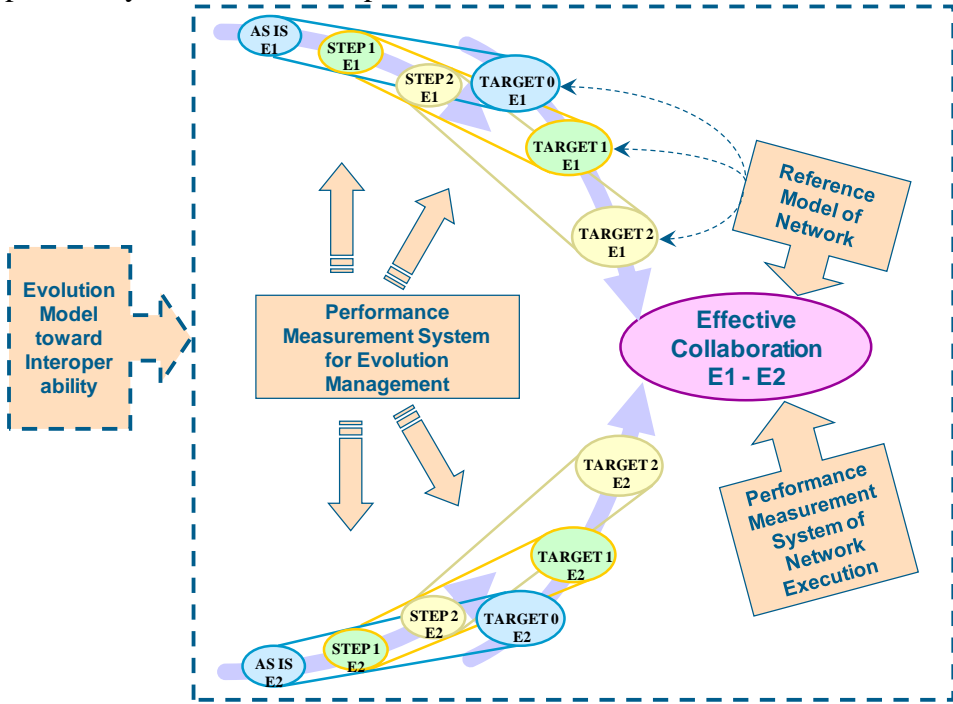 AS IS
E1
STEP 1
E1
STEP 2
E1
TARGET 0
E1
TARGET 1
E1
TARGET 2
E1
Reference
Model of
Network
Evolution
Model
toward
Interoper
ability
Performance
Measurement System
for Evolution
Management
Effective
Collaboration
E1 - E2
TARGET 2
E2
TARGET 1
E2
STEP 2
E2
TARGET 0
E2
STEP 1
E2
AS IS
E2
Performance
Measurement
System of
Network
Execution